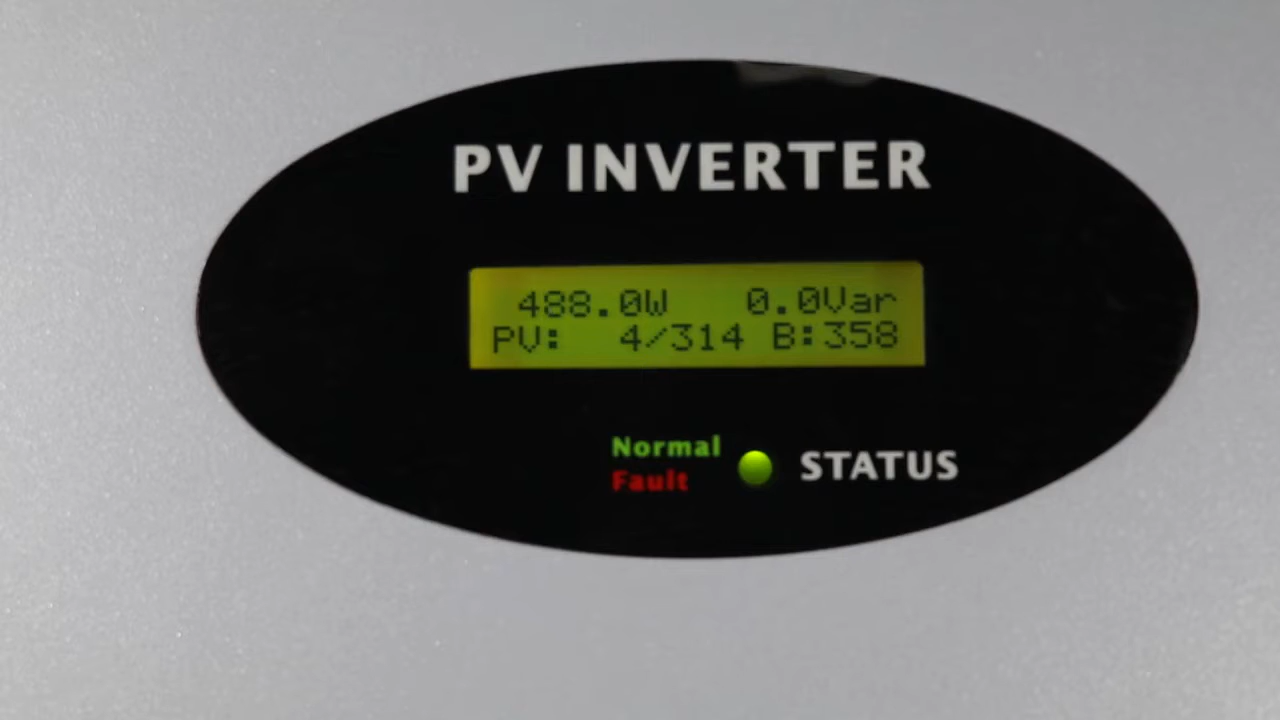 PV INVERTER
488.0W 0.0Var
PV: 4/314 B:358
Normal
Fault
STATUS